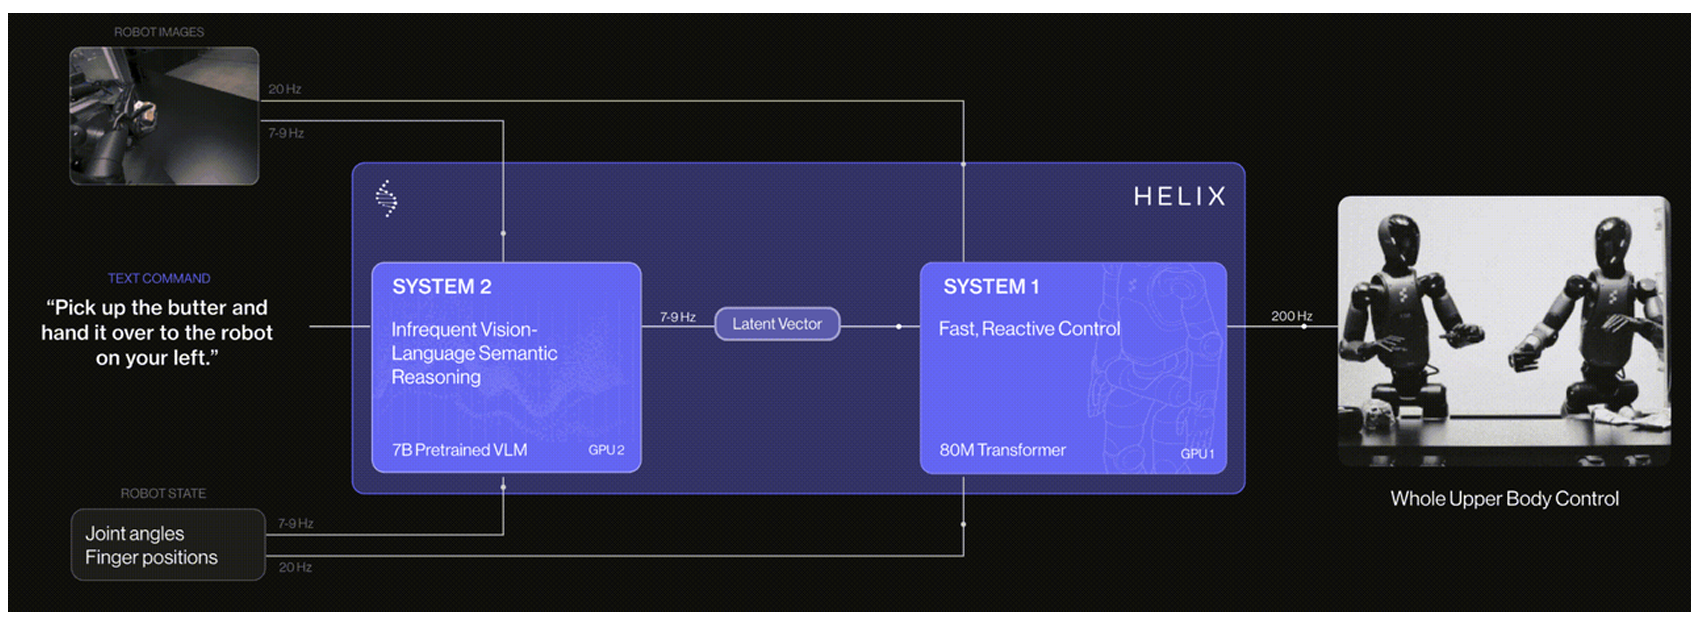 ROBOT IMAGES
20 Hz
7-9 Hz
HELIX
TEXT COMMAND
“Pick up the butter and
hand it over to the robot
on your left.”
SYSTEM 2
Infrequent Vision-
Language Semantic
Reasoning
7B Pretrained VLM
GPU 2
7-9 Hz
Latent Vector
SYSTEM 1
Fast, Reactive Control
80M Transformer
GPU 1
200 Hz
Whole Upper Body Control
ROBOT STATE
Joint angles
Finger positions
7-9 Hz
20 Hz